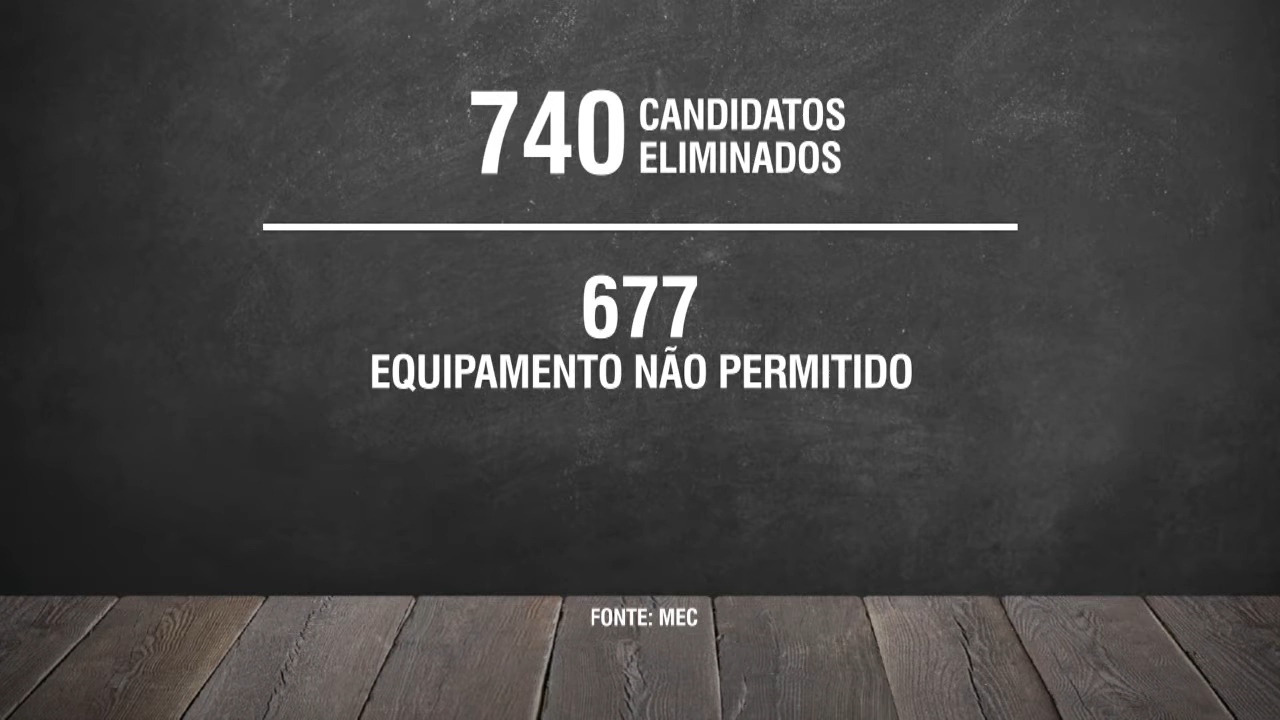 740 CANDIDATOS
ELIMINADOS
677
EQUIPAMENTO NÃO PERMITIDO
FONTE: MEC